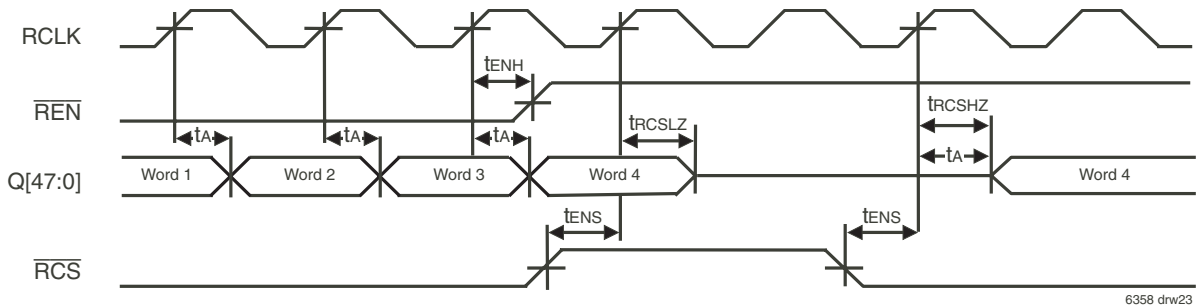 RCLK
tENH
REN
tRCSLZ
tRCSHZ
tA tA tA tA
Q[47:0] Word 1 Word 2 Word 3 Word 4 Word 4
tENS tENS
RCS
6358 drw23